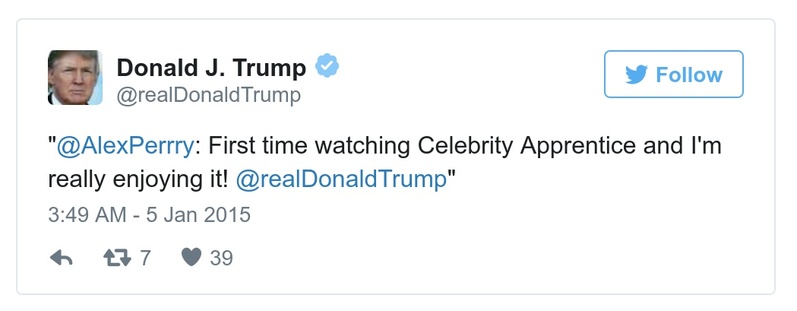 Donald J. Trump
@realDonaldTrump
Follow
"@AlexPerrry: First time watching Celebrity Apprentice and I'm
really enjoying it! @realDonaldTrump"
3:49 AM - 5 Jan 2015
7 39